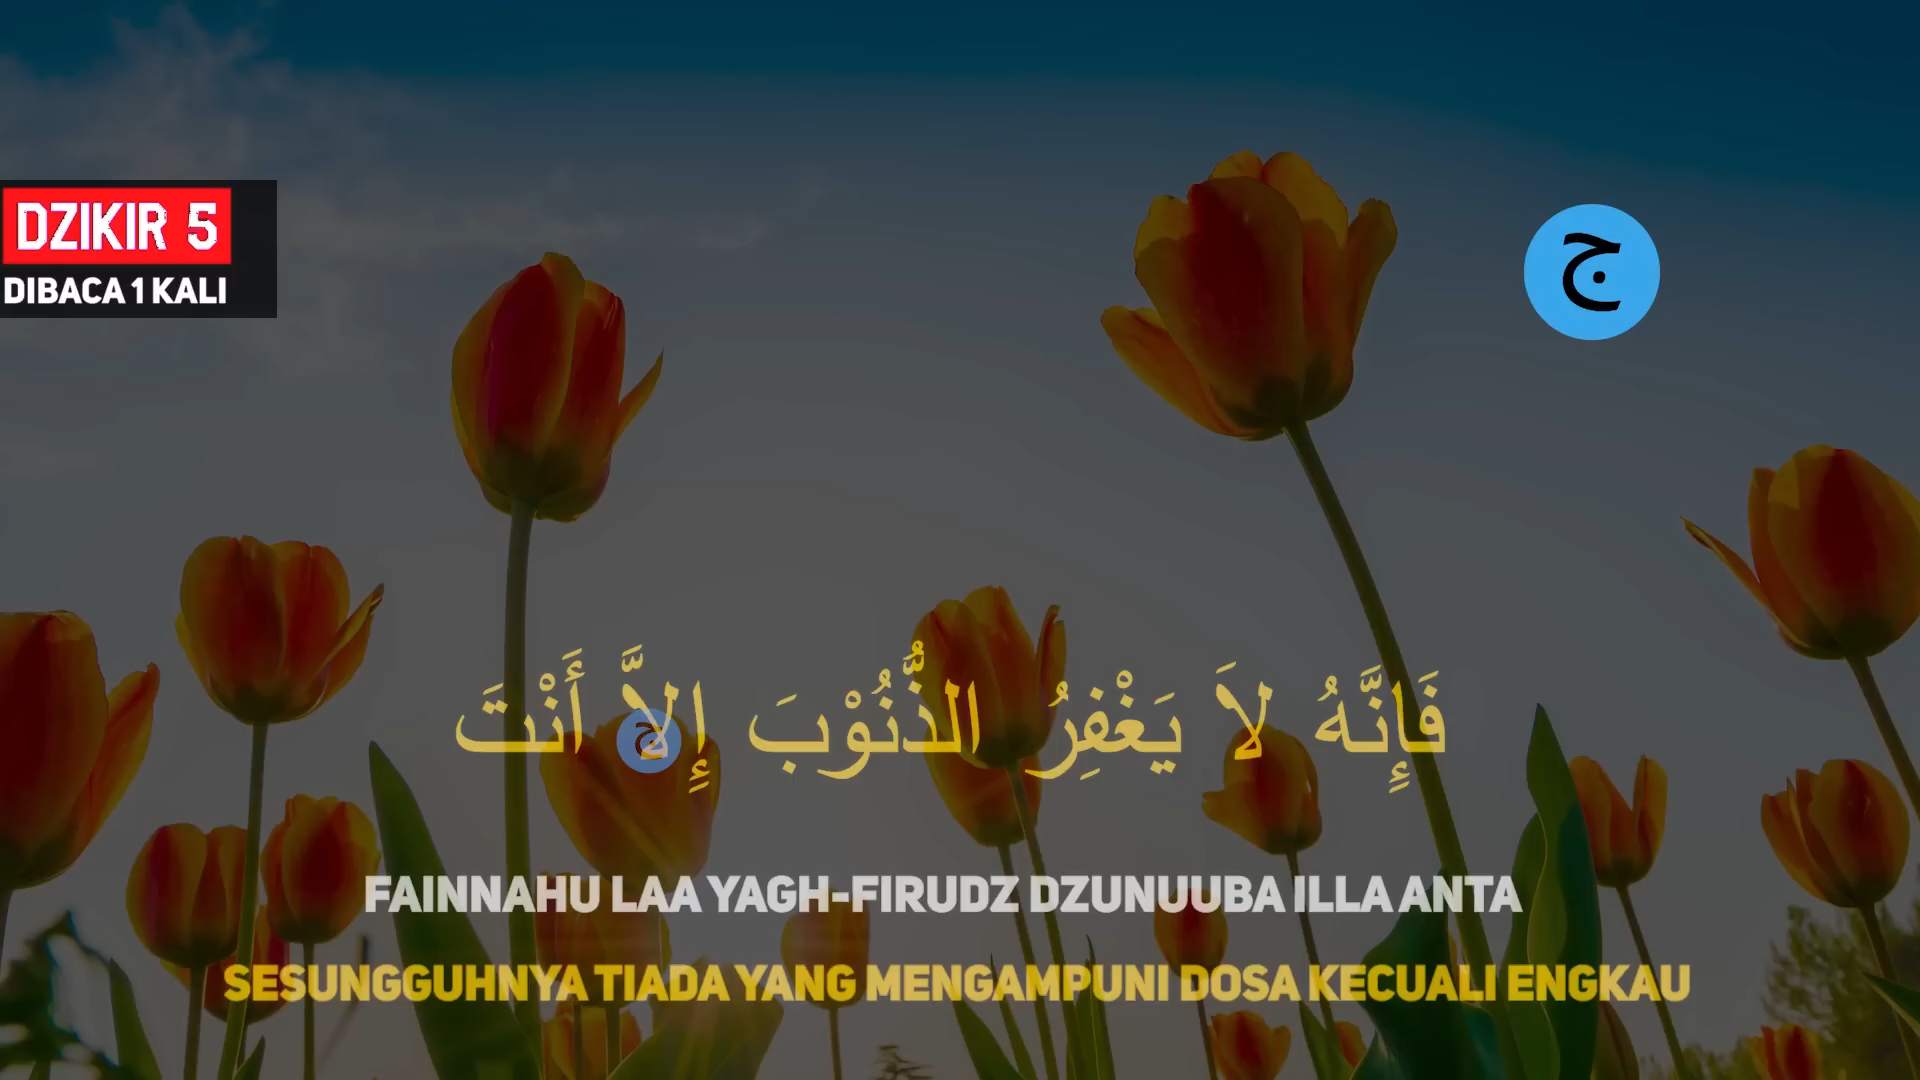 DZIKIR 5
DIBACA 1 KALI
ج
فَإِنَّهُ لاَ يَغْفِرُ الذُّنُوْبَ إِلاَّ أَنْتَ
ج
FAINNAHU LAA YAGH-FIRUDZ DZUNUUBA ILLA ANTA
SESUNGGUHNYA TIADA YANG MENGAMPUNI DOSA KECUALI ENGKAU